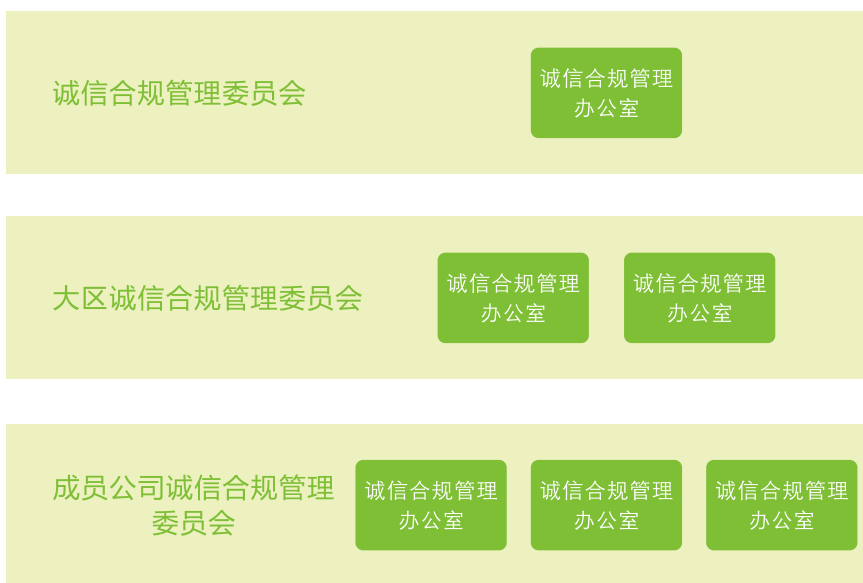 诚信合规管理委员会
诚信合规管理
办公室
大区诚信合规管理委员会
诚信合规管理
办公室
诚信合规管理
办公室
成员公司诚信合规管理
委员会
诚信合规管理
办公室
诚信合规管理
办公室
诚信合规管理
办公室